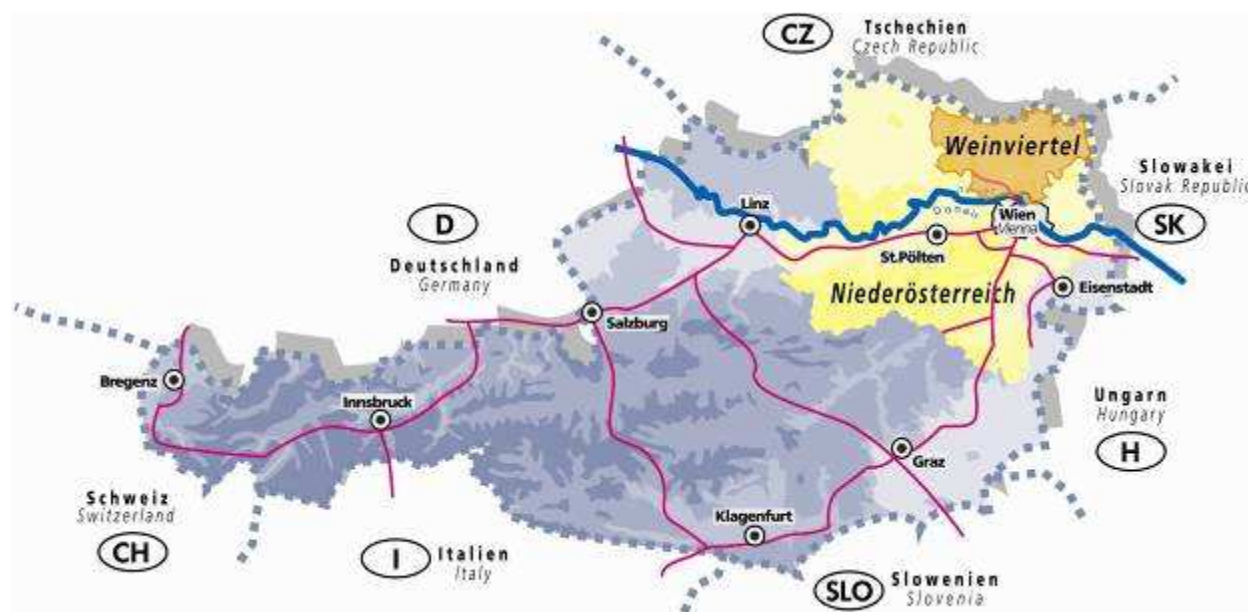 CZ
Tschechien
Czech Republic
Weinviertel
Slowakei
Slovak Republic
SK
Linz
Donau
Wien
Vienna
D
St.Pölten
Deutschland
Germany
Niederösterreich
Eisenstadt
Salzburg
Bregenz
Innsbruck
Ungarn
Hungary
H
Graz
Schweiz
Switzerland
CH
Klagenfurt
I
Italien
Italy
SLO
Slowenien
Slovenia